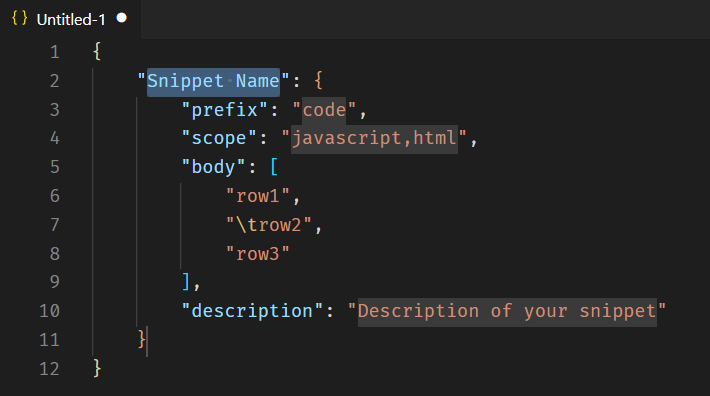 {} Untitled-1 ●
1 {
2     "Snippet·Name": {
3         "prefix": "code",
4         "scope": "javascript,html",
5         "body": [
6             "row1",
7             "\trow2",
8             "row3"
9         ],
10         "description": "Description of your snippet"
11     }
12 }